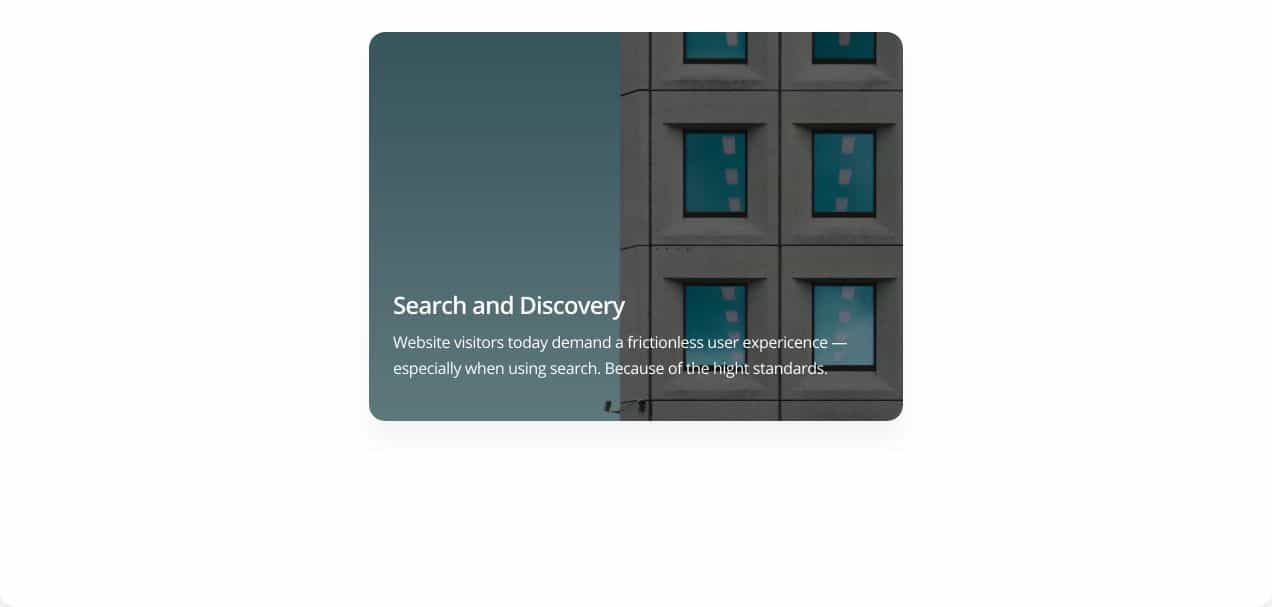 Search and Discovery
Website visitors today demand a frictionless user expericence —
especially when using search. Because of the hight standards.